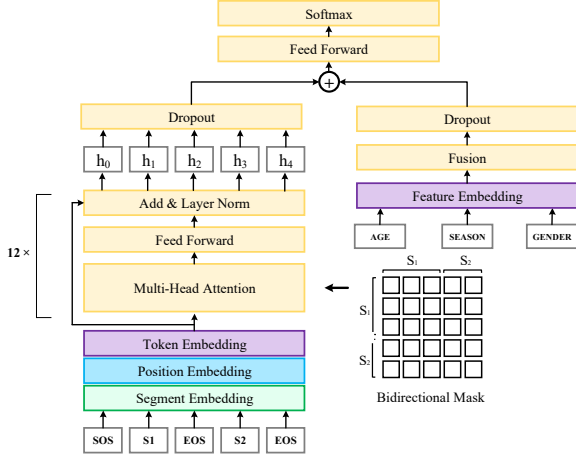 Softmax
Feed Forward
+
Dropout
Dropout
h0 h1 h2 h3 h4
Fusion
Add & Layer Norm
Feature Embedding
12 ×
Feed Forward
AGE SEASON GENDER
Multi-Head Attention
S1 S2
S1
:
S2
Token Embedding
Position Embedding
Segment Embedding
Bidirectional Mask
SOS S1 EOS S2 EOS